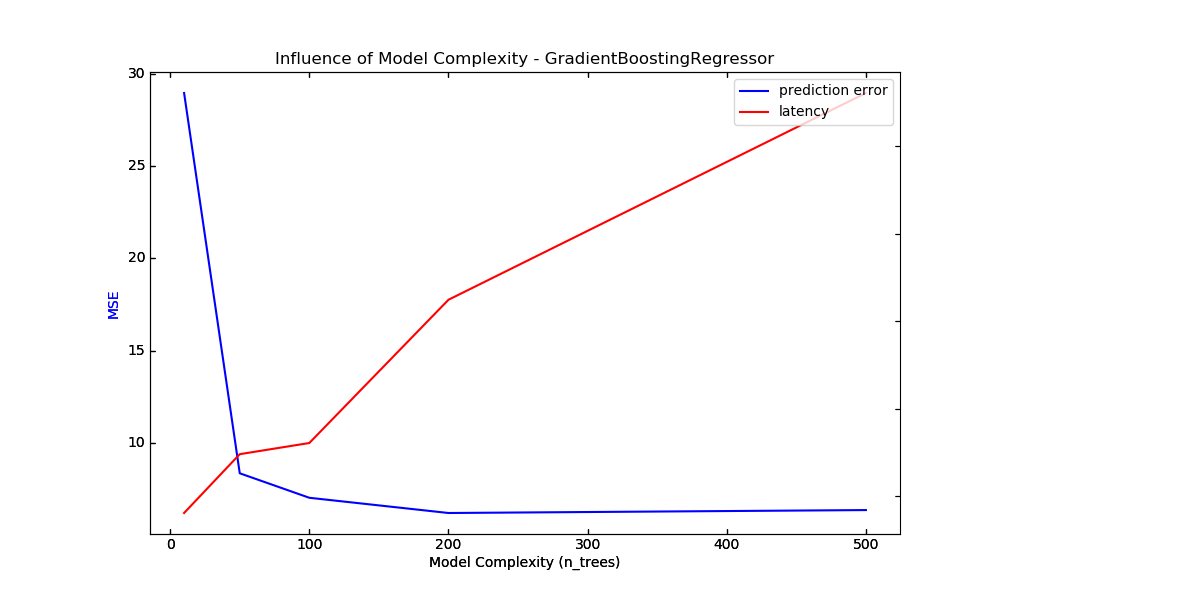 Influence of Model Complexity - GradientBoostingRegressor
prediction error
latency
30
25
20
15
10
MSE
0 100 200 300 400 500
Model Complexity (n_trees)